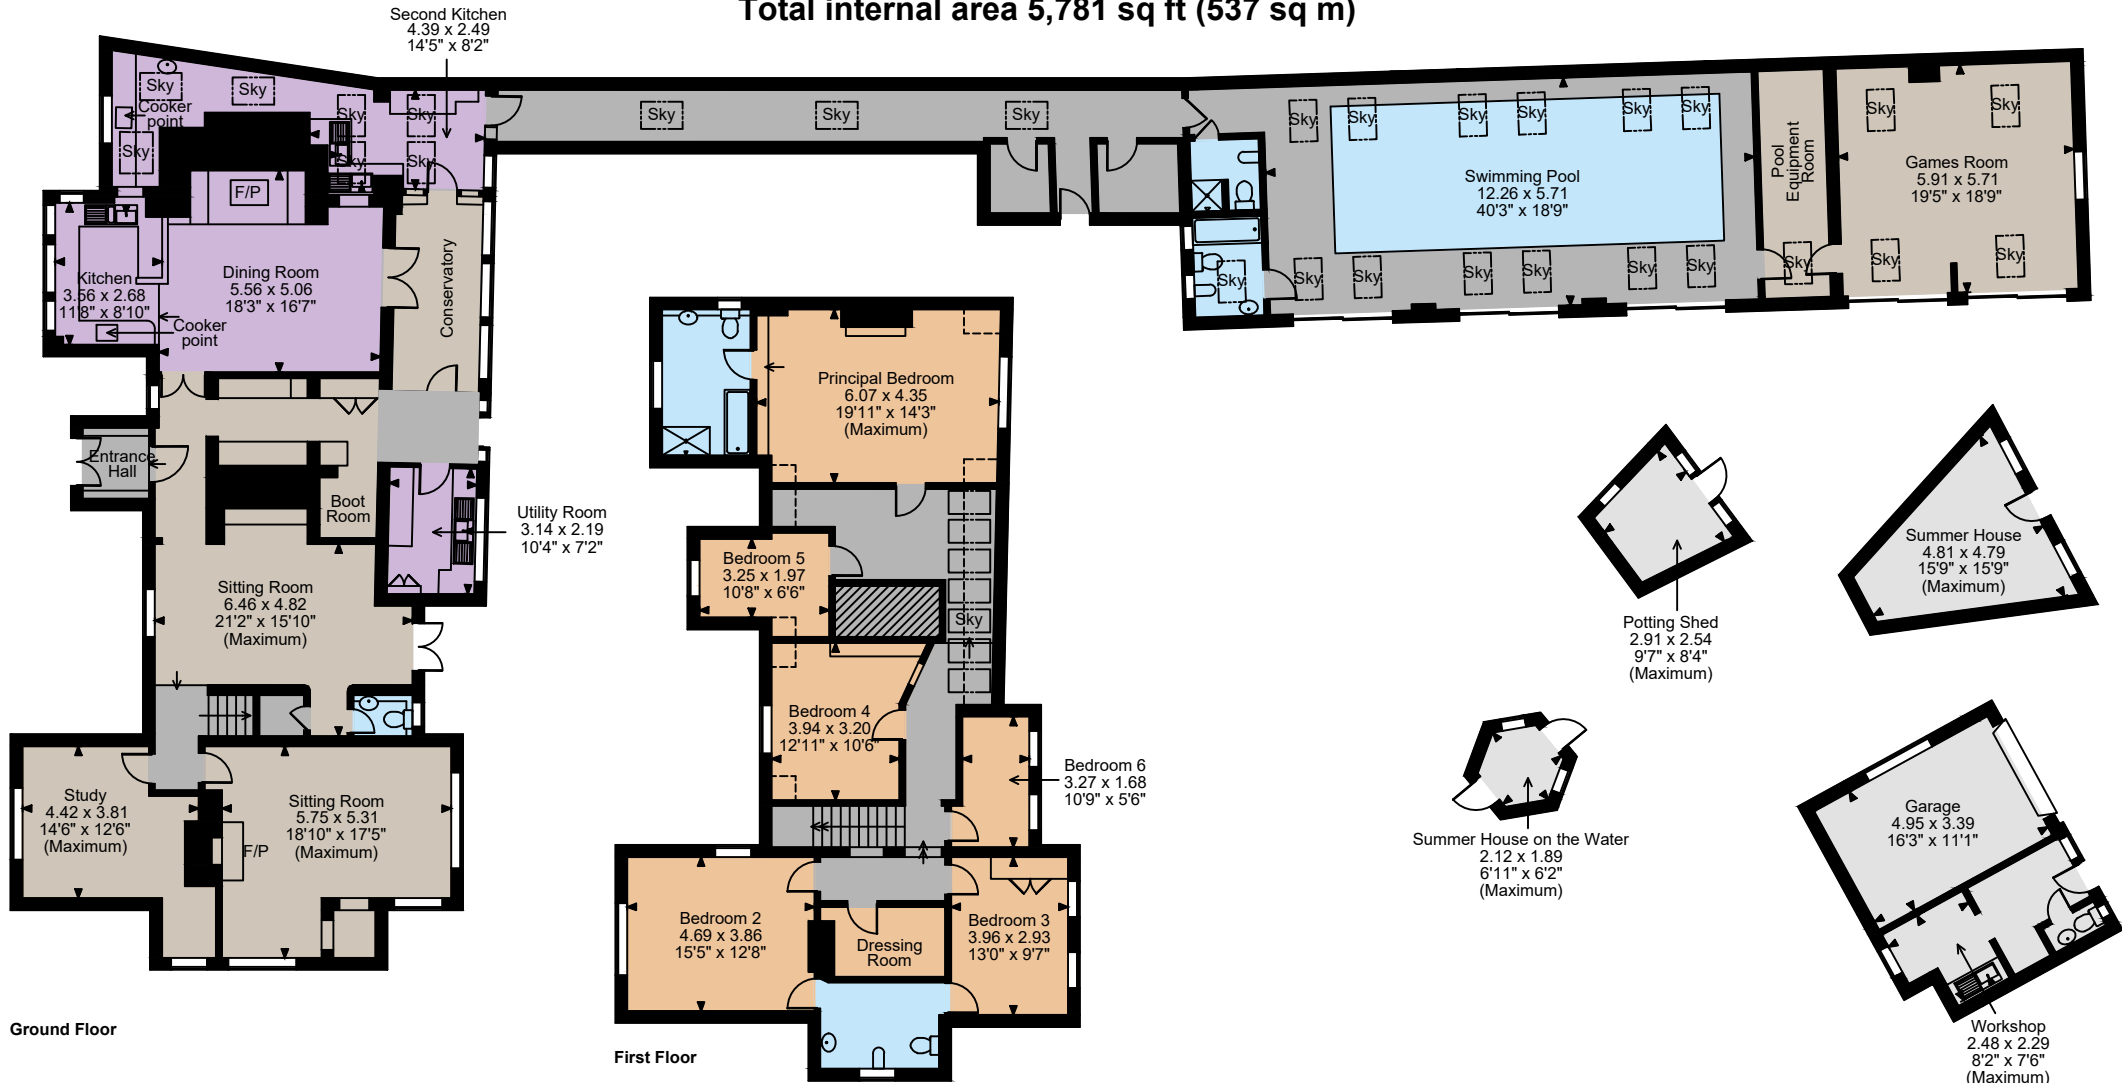 Total internal area 5,781 sq ft (537 sq m)
Second Kitchen
4.39 x 2.49
14'5" x 8'2"
Sky
Sky
Sky
Sky
Sky
Sky
Sky
Cooker
point
Sky
Sky
Sky
F/P
Kitchen
3.56 x 2.68
11'8" x 8'10"
Dining Room
5.56 x 5.06
18'3" x 16'7"
Cooker
point
Conservatory
Entrance
Hall
Boot
Room
Utility Room
3.14 x 2.19
10'4" x 7'2"
Sitting Room
6.46 x 4.82
21'2" x 15'10"
(Maximum)
Study
4.42 x 3.81
14'6" x 12'6"
(Maximum)
Sitting Room
5.75 x 5.31
18'10" x 17'5"
(Maximum)
F/P
Ground Floor
Sky
Sky
Sky
Sky
Sky
Sky
Swimming Pool
12.26 x 5.71
40'3" x 18'9"
Sky
Sky
Sky
Sky
Sky
Sky
Sky
Pool
Equipment
Room
Sky
Sky
Sky
Games Room
5.91 x 5.71
19'5" x 18'9"
Sky
Sky
Principal Bedroom
6.07 x 4.35
19'11" x 14'3"
(Maximum)
Bedroom 5
3.25 x 1.97
10'8" x 6'6"
Sky
Bedroom 4
3.94 x 3.20
12'11" x 10'6"
Bedroom 6
3.27 x 1.68
10'9" x 5'6"
Bedroom 2
4.69 x 3.86
15'5" x 12'8"
Dressing
Room
Bedroom 3
3.96 x 2.93
13'0" x 9'7"
First Floor
Potting Shed
2.91 x 2.54
9'7" x 8'4"
(Maximum)
Summer House
4.81 x 4.79
15'9" x 15'9"
(Maximum)
Summer House on the Water
2.12 x 1.89
6'11" x 6'2"
(Maximum)
Garage
4.95 x 3.39
16'3" x 11'1"
Workshop
2.48 x 2.29
8'2" x 7'6"
(Maximum)